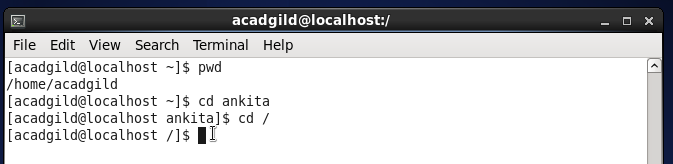 acadgild@localhost:/
File Edit View Search Terminal Help
[acadgild@localhost ~]$ pwd
/home/acadgild
[acadgild@localhost ~]$ cd ankita
[acadgild@localhost ankita]$ cd /
[acadgild@localhost /]$